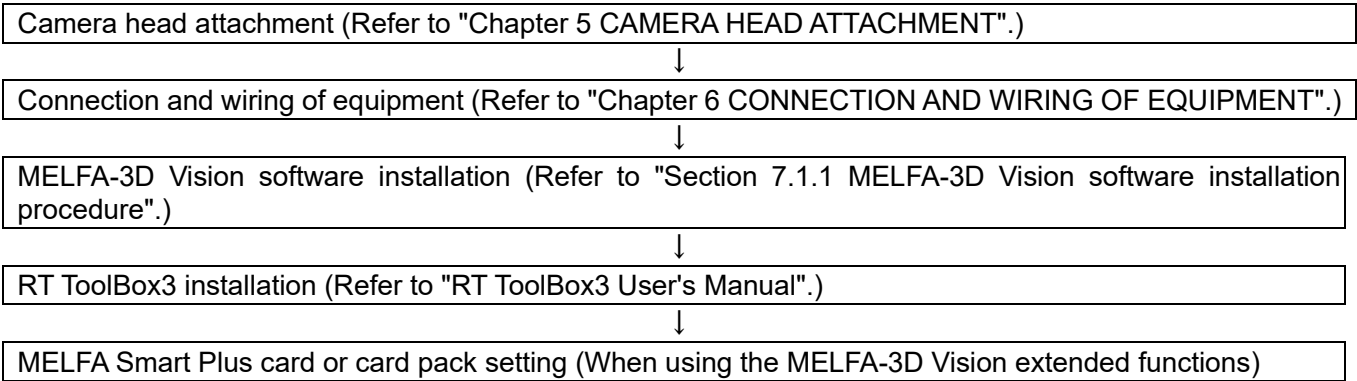 Camera head attachment (Refer to "Chapter 5 CAMERA HEAD ATTACHMENT".)
↓
Connection and wiring of equipment (Refer to "Chapter 6 CONNECTION AND WIRING OF EQUIPMENT".)
↓
MELFA-3D Vision software installation (Refer to "Section 7.1.1 MELFA-3D Vision software installation
procedure".)
↓
RT ToolBox3 installation (Refer to "RT ToolBox3 User's Manual".)
↓
MELFA Smart Plus card or card pack setting (When using the MELFA-3D Vision extended functions)